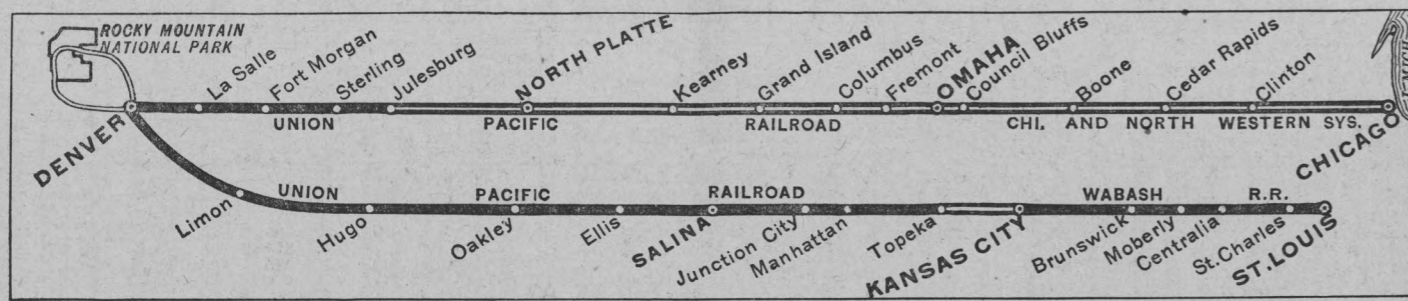 ROCKY MOUNTAIN
NATIONAL PARK
La Salle
Fort Morgan
Sterling
Julesburg
NORTH PLATTE
Kearney
Grand Island
Columbus
Fremont
OMAHA
Council Bluffs
Boone
Cedar Rapids
Clinton
UNION PACIFIC RAILROAD CHI. AND NORTH WESTERN SYS.
DENVER
CHICAGO
UNION PACIFIC RAILROAD WABASH R.R.
Limon
Hugo
Oakley
Ellis
SALINA
Junction City
Manhattan
Topeka
KANSAS CITY
Brunswick
Moberly
Centralia
St.Charles
ST.LOUIS